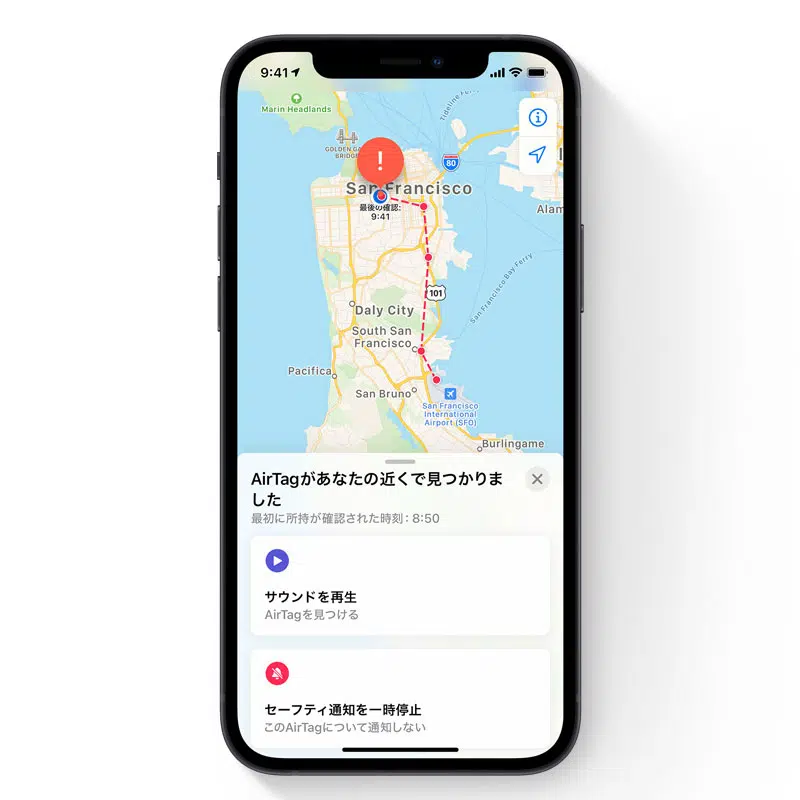 9:41
Marin Headlands
Tideline Fer
GOLDEN GA
BRIDGE
80
San Francisco
最後の確認:
9:41
Alam
San Francisco Bay Ferry
101
Daly City
South San
Francisco
Pacifica
San Bruno
San Francisco
International
Airport (SFO)
Burlingame
AirTagがあなたの近くで見つかりま
した
最初に所持が確認された時刻：8:50
サウンドを再生
AirTagを見つける
セーフティ通知を一時停止
このAirTagについて通知しない